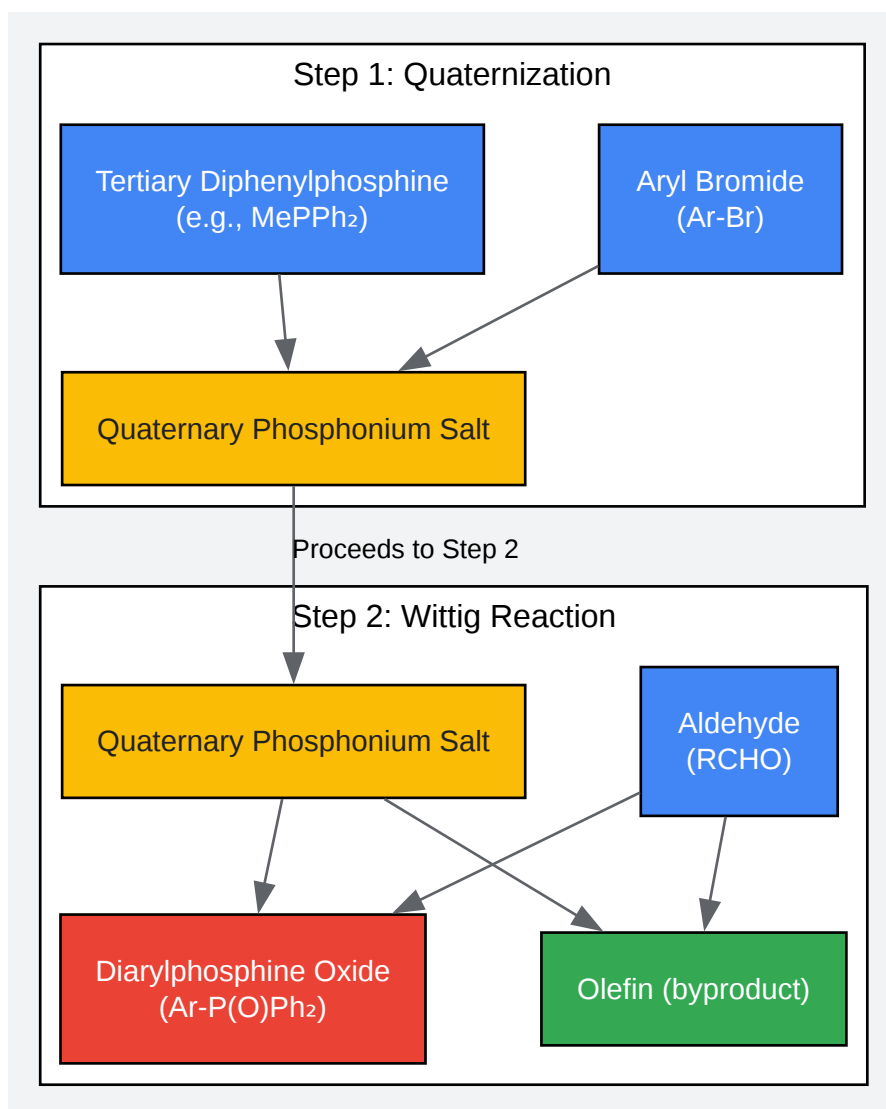 Step 1: Quaternization
Tertiary Diphenylphosphine
(e.g., MePPh₂)
Aryl Bromide
(Ar-Br)
Quaternary Phosphonium Salt
Proceeds to Step 2
Step 2: Wittig Reaction
Quaternary Phosphonium Salt
Aldehyde
(RCHO)
Diarylphosphine Oxide
(Ar-P(O)Ph₂)
Olefin (byproduct)